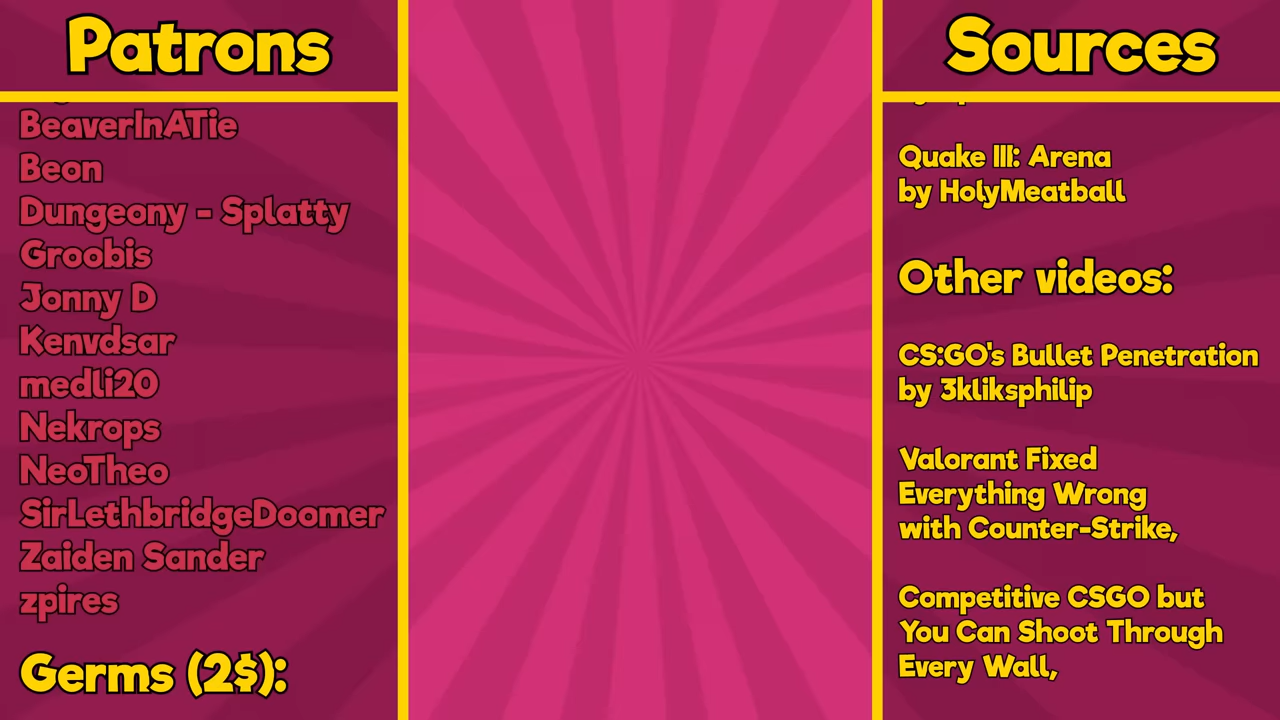 Patrons
BeaverInATie
Beon
Dungeony - Splatty
Groobis
Jonny D
Kenvdsar
medli20
Nekrops
NeoTheo
SirLethbridgeDoomer
Zaiden Sander
zpires
Germs (2$):
Sources
Quake III: Arena
by HolyMeatball
Other videos:
CS:GO's Bullet Penetration
by 3kliksphilip
Valorant Fixed
Everything Wrong
with Counter-Strike,
Competitive CSGO but
You Can Shoot Through
Every Wall,